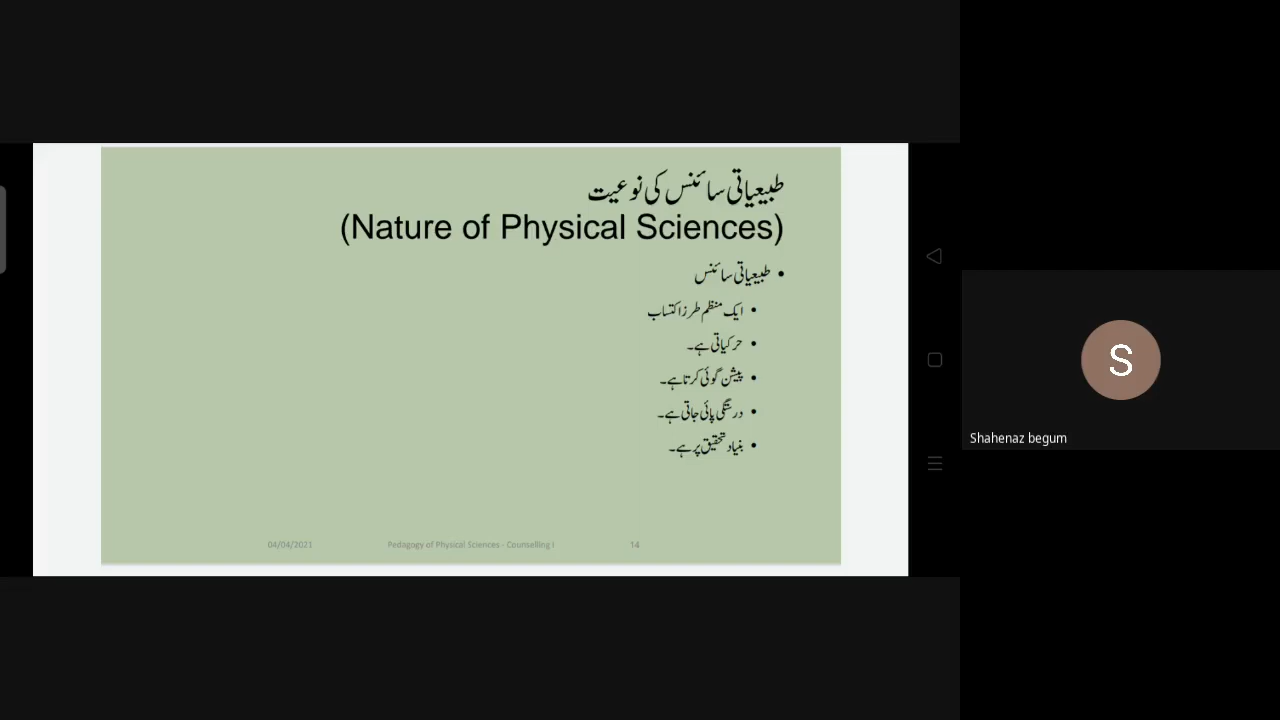 طبیعیاتی سائنس کی نوعیت
(Nature of Physical Sciences)
• طبیعیاتی سائنس
• ایک منظم طرز اکتساب
• حرکیاتی ہے۔
• پیشن گوئی کرتا ہے۔
• درستگی پائی جاتی ہے۔
• بنیاد تحقیق پر ہے۔
04/04/2021 Pedagogy of Physical Sciences - Counselling I 14
S
Shahenaz begum